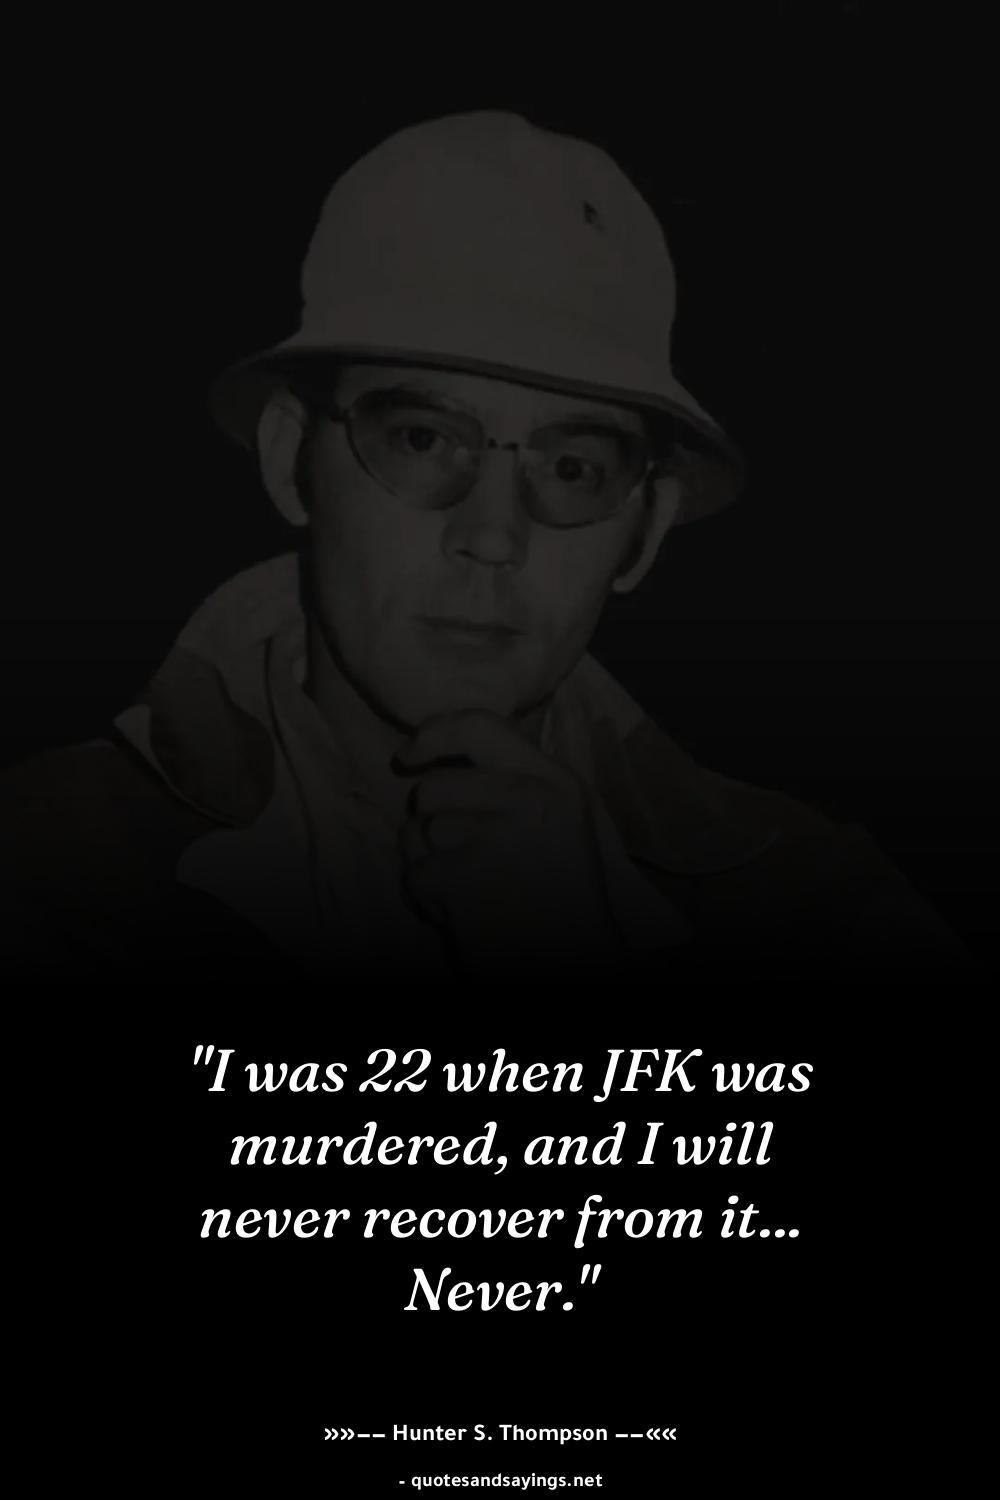 "I was 22 when JFK was
murdered, and I will
never recover from it...
Never."
»»–– Hunter S. Thompson ––««
- quotesandsayings.net